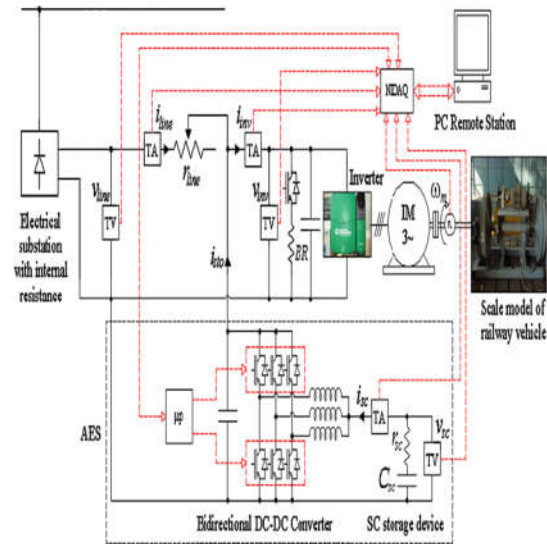 NIDAQ
PC Remote Station
i_line
i_inv
TA
TA
r_line
v_line
TV
v_inv
TV
BR
Inverter
IM
3~
ω_m
Electrical
substation
with internal
resistance
i_sto
Scale model of
railway vehicle
AES
μp
i_sc
TA
r_sc
v_sc
TV
C_sc
Bidirectional DC-DC Converter
SC storage device